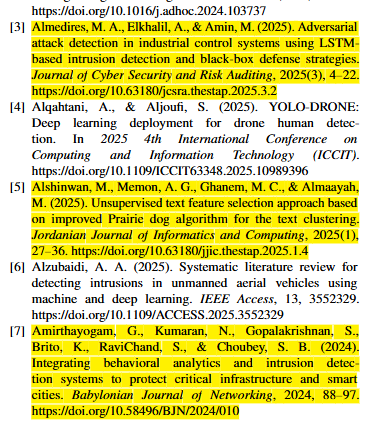 https://doi.org/10.1016/j.adhoc.2024.103737
[3] Almedires, M. A., Elkhalil, A., & Amin, M. (2025). Adversarial
attack detection in industrial control systems using LSTM-
based intrusion detection and black-box defense strategies.
Journal of Cyber Security and Risk Auditing, 2025(3), 4–22.
https://doi.org/10.63180/jcsra.thestap.2025.3.2
[4] Alqahtani, A., & Aljoufi, S. (2025). YOLO-DRONE:
Deep learning deployment for drone human detec-
tion. In 2025 4th International Conference on
Computing and Information Technology (ICCIT).
https://doi.org/10.1109/ICCIT63348.2025.10989396
[5] Alshinwan, M., Memon, A. G., Ghanem, M. C., & Almaayah,
M. (2025). Unsupervised text feature selection approach based
on improved Prairie dog algorithm for the text clustering.
Jordanian Journal of Informatics and Computing, 2025(1),
27–36. https://doi.org/10.63180/jjic.thestap.2025.1.4
[6] Alzubaidi, A. A. (2025). Systematic literature review for
detecting intrusions in unmanned aerial vehicles using
machine and deep learning. IEEE Access, 13, 3552329.
https://doi.org/10.1109/ACCESS.2025.3552329
[7] Amirthayogam, G., Kumaran, N., Gopalakrishnan, S.,
Brito, K., RaviChand, S., & Choubey, S. B. (2024).
Integrating behavioral analytics and intrusion detec-
tion systems to protect critical infrastructure and smart
cities. Babylonian Journal of Networking, 2024, 88–97.
https://doi.org/10.58496/BJN/2024/010